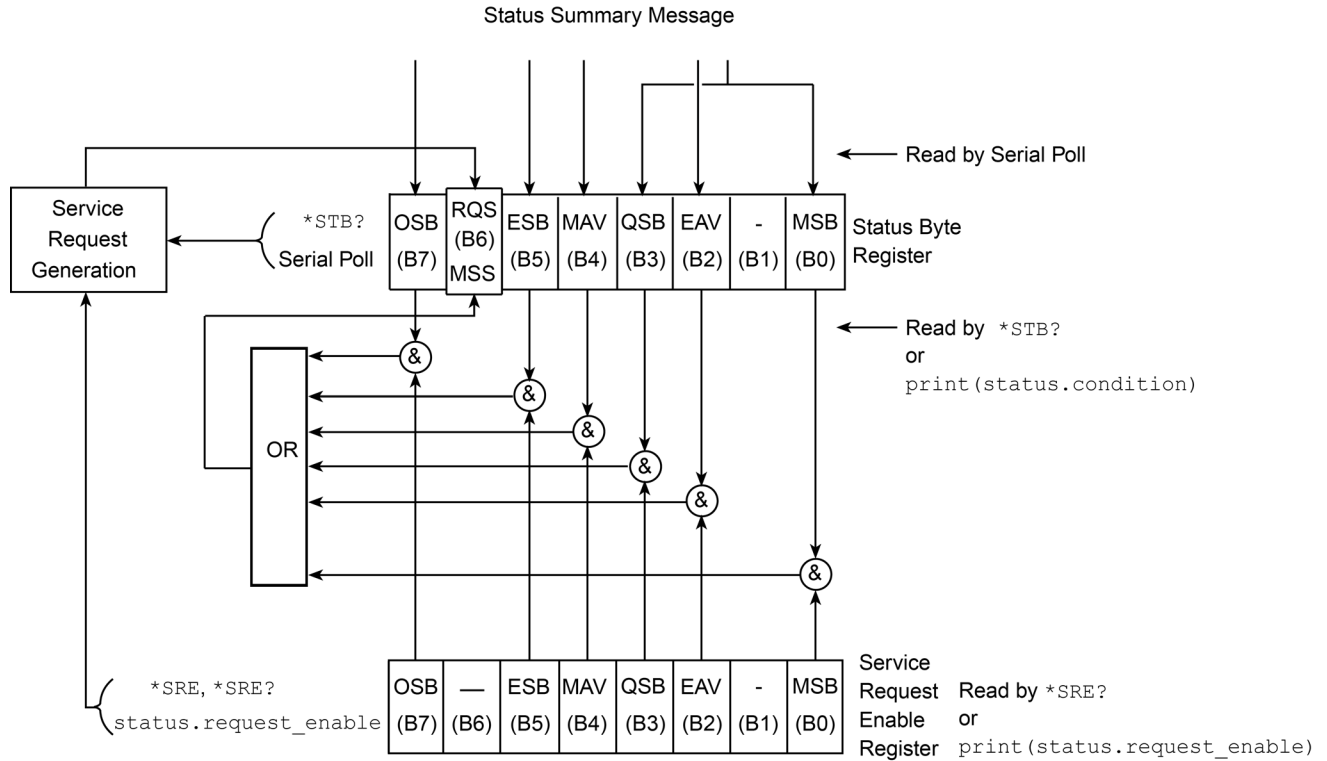 Status Summary Message
Read by Serial Poll
Service
Request
Generation
*STB?
Serial Poll
OSB
(B7)
RQS
(B6)
MSS
ESB
(B5)
MAV
(B4)
QSB
(B3)
EAV
(B2)
-
(B1)
MSB
(B0)
Status Byte
Register
Read by *STB?
or
print(status.condition)
&
&
&
&
&
&
OR
*SRE, *SRE?
status.request_enable
OSB
(B7)
—
(B6)
ESB
(B5)
MAV
(B4)
QSB
(B3)
EAV
(B2)
-
(B1)
MSB
(B0)
Service
Request
Enable
Register
Read by *SRE?
or
print(status.request_enable)